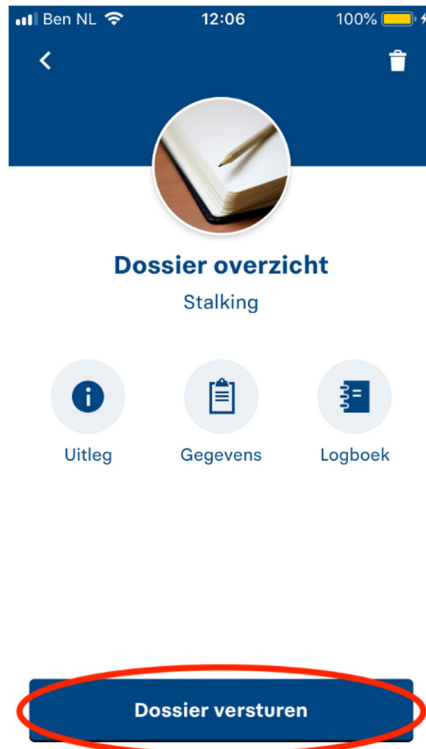 Ben NL 12:06 100%
Dossier overzicht
Stalking
Uitleg Gegevens Logboek
Dossier versturen